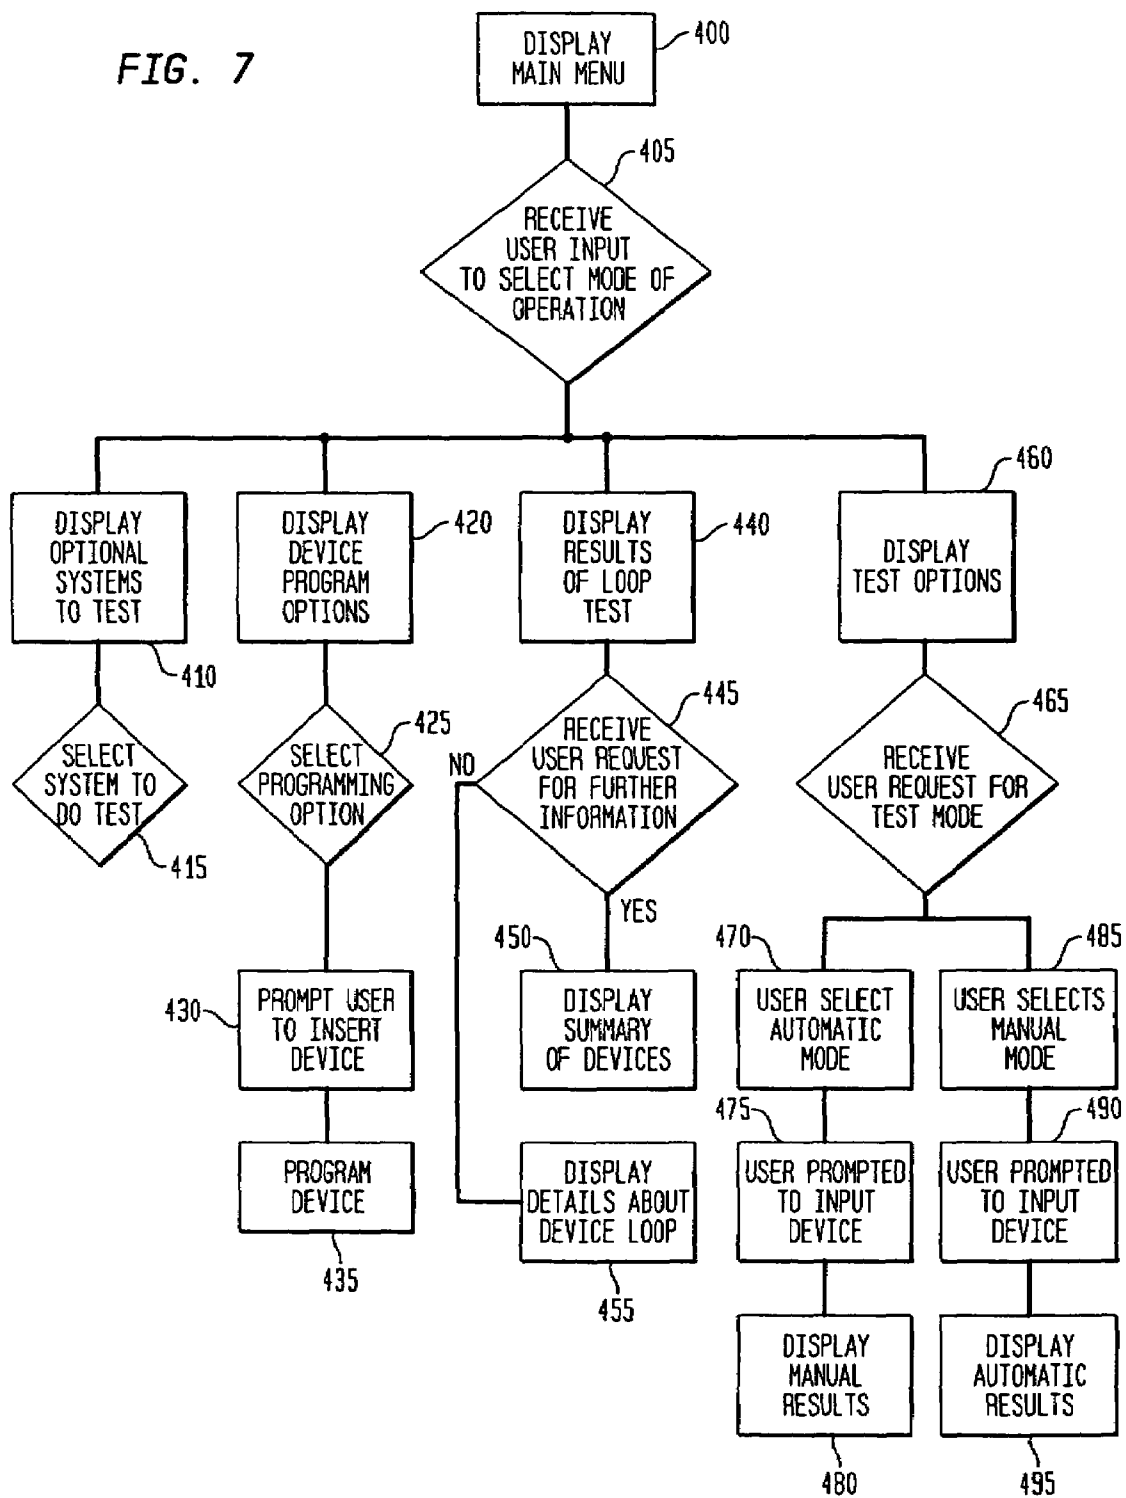 FIG. 7
DISPLAY
MAIN MENU
400
405
RECEIVE
USER INPUT
TO SELECT MODE OF
OPERATION
DISPLAY
OPTIONAL
SYSTEMS
TO TEST
410
SELECT
SYSTEM TO
DO TEST
415
DISPLAY
DEVICE
PROGRAM
OPTIONS
420
SELECT
PROGRAMMING
OPTION
425
PROMPT USER
TO INSERT
DEVICE
430
PROGRAM
DEVICE
435
DISPLAY
RESULTS
OF LOOP
TEST
440
RECEIVE
USER REQUEST
FOR FURTHER
INFORMATION
445
NO
YES
450
DISPLAY
SUMMARY
OF DEVICES
DISPLAY
DETAILS ABOUT
DEVICE LOOP
455
460
DISPLAY
TEST OPTIONS
465
RECEIVE
USER REQUEST FOR
TEST MODE
470
USER SELECT
AUTOMATIC
MODE
475
USER PROMPTED
TO INPUT
DEVICE
DISPLAY
MANUAL
RESULTS
480
485
USER SELECTS
MANUAL
MODE
490
USER PROMPTED
TO INPUT
DEVICE
DISPLAY
AUTOMATIC
RESULTS
495